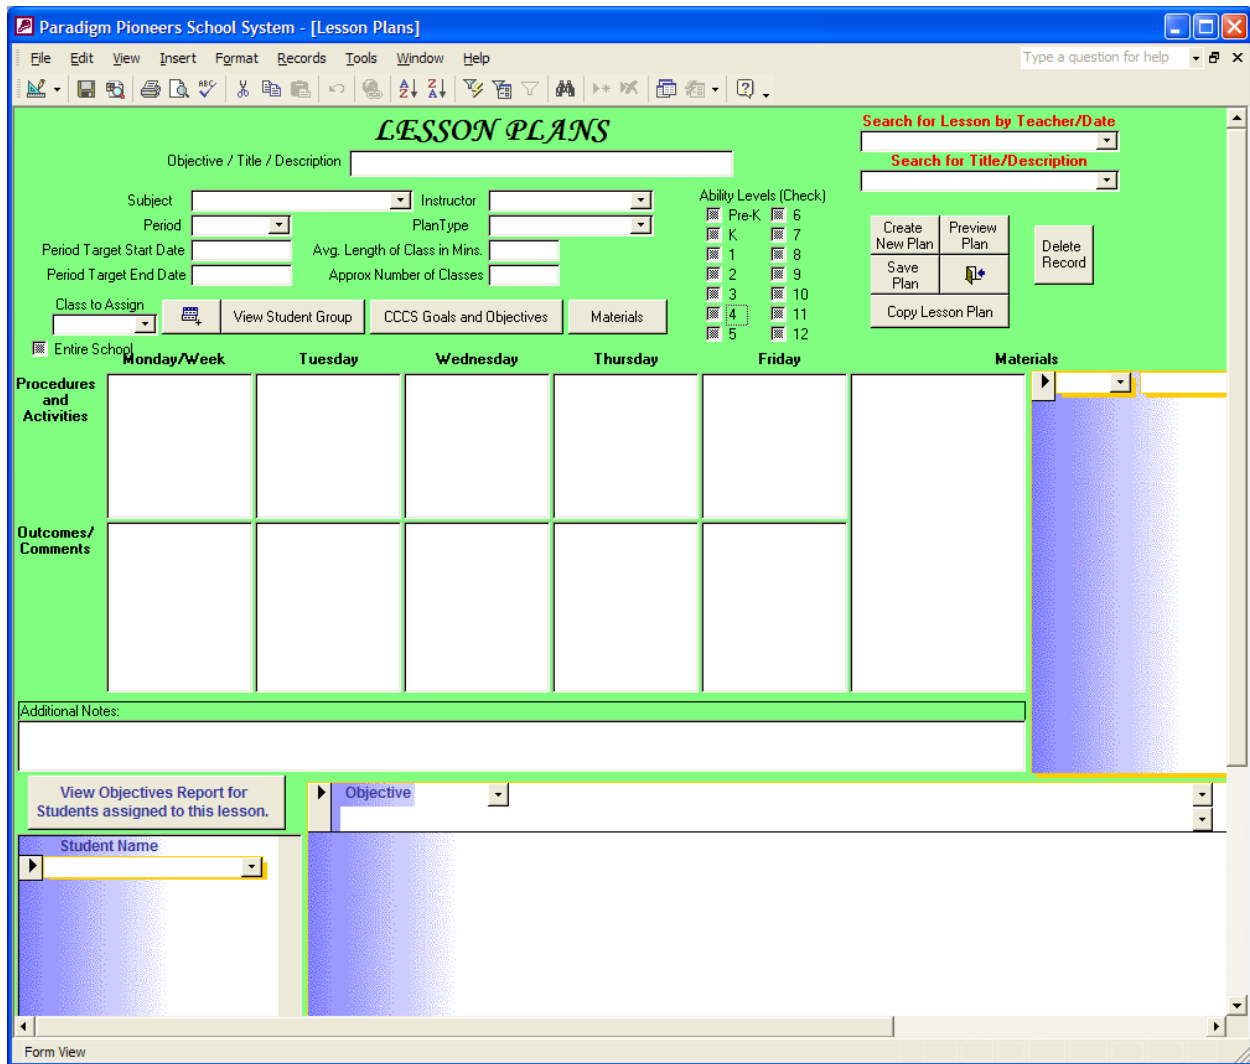 Paradigm Pioneers School System - [Lesson Plans]
File Edit View Insert Format Records Tools Window Help
Type a question for help
LESSON PLANS
Search for Lesson by Teacher/Date
Objective / Title / Description
Search for Title/Description
Subject
Instructor
Ability Levels (Check)
Period
PlanType
Period Target Start Date
Avg. Length of Class in Mins.
Period Target End Date
Approx Number of Classes
Pre-K 6
K 7
1 8
2 9
3 10
4 11
5 12
Create New Plan
Preview Plan
Save Plan
Delete Record
Copy Lesson Plan
Class to Assign
View Student Group
CCCS Goals and Objectives
Materials
Entire School
Monday/Week Tuesday Wednesday Thursday Friday Materials
Procedures
and
Activities
Outcomes/
Comments
Additional Notes:
View Objectives Report for
Students assigned to this lesson.
Objective
Student Name
Form View